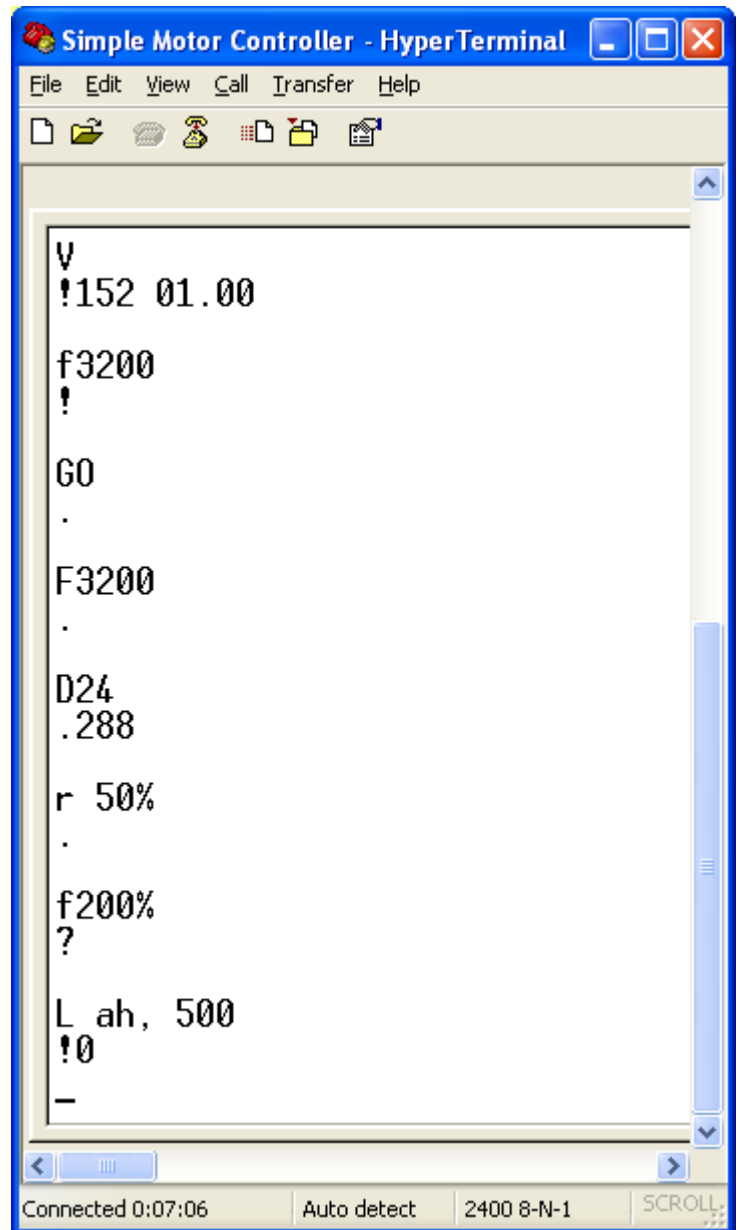 Simple Motor Controller - HyperTerminal
File Edit View Call Transfer Help
V
!152 01.00
f3200
!
GO
.
F3200
.
D24
.288
r 50%
.
f200%
?
L ah, 500
!0
_
Connected 0:07:06 Auto detect 2400 8-N-1 SCROLL